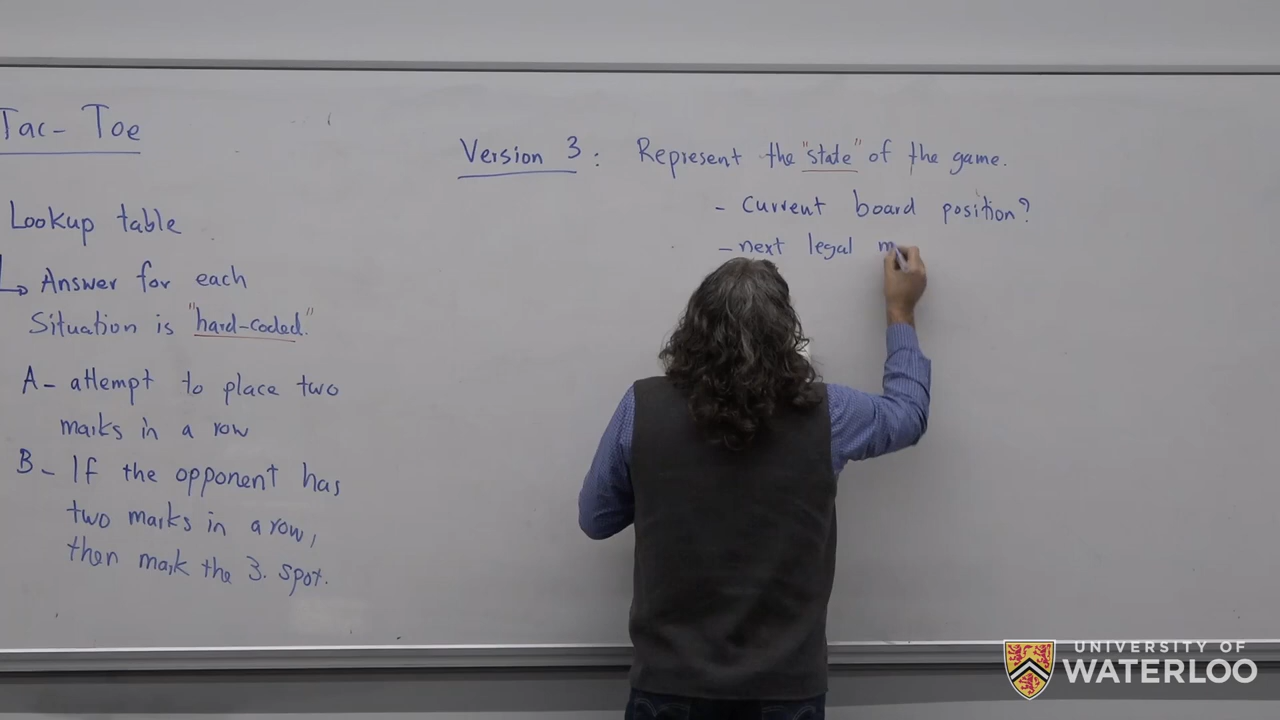 Tac-Toe
Lookup table
↳ Answer for each
Situation is "hard-coded."
A- attempt to place two
marks in a row
B- If the opponent has
two marks in a row,
then mark the 3. spot.
Version 3: Represent the "state" of the game.
- current board position?
- next legal m
UNIVERSITY OF
WATERLOO